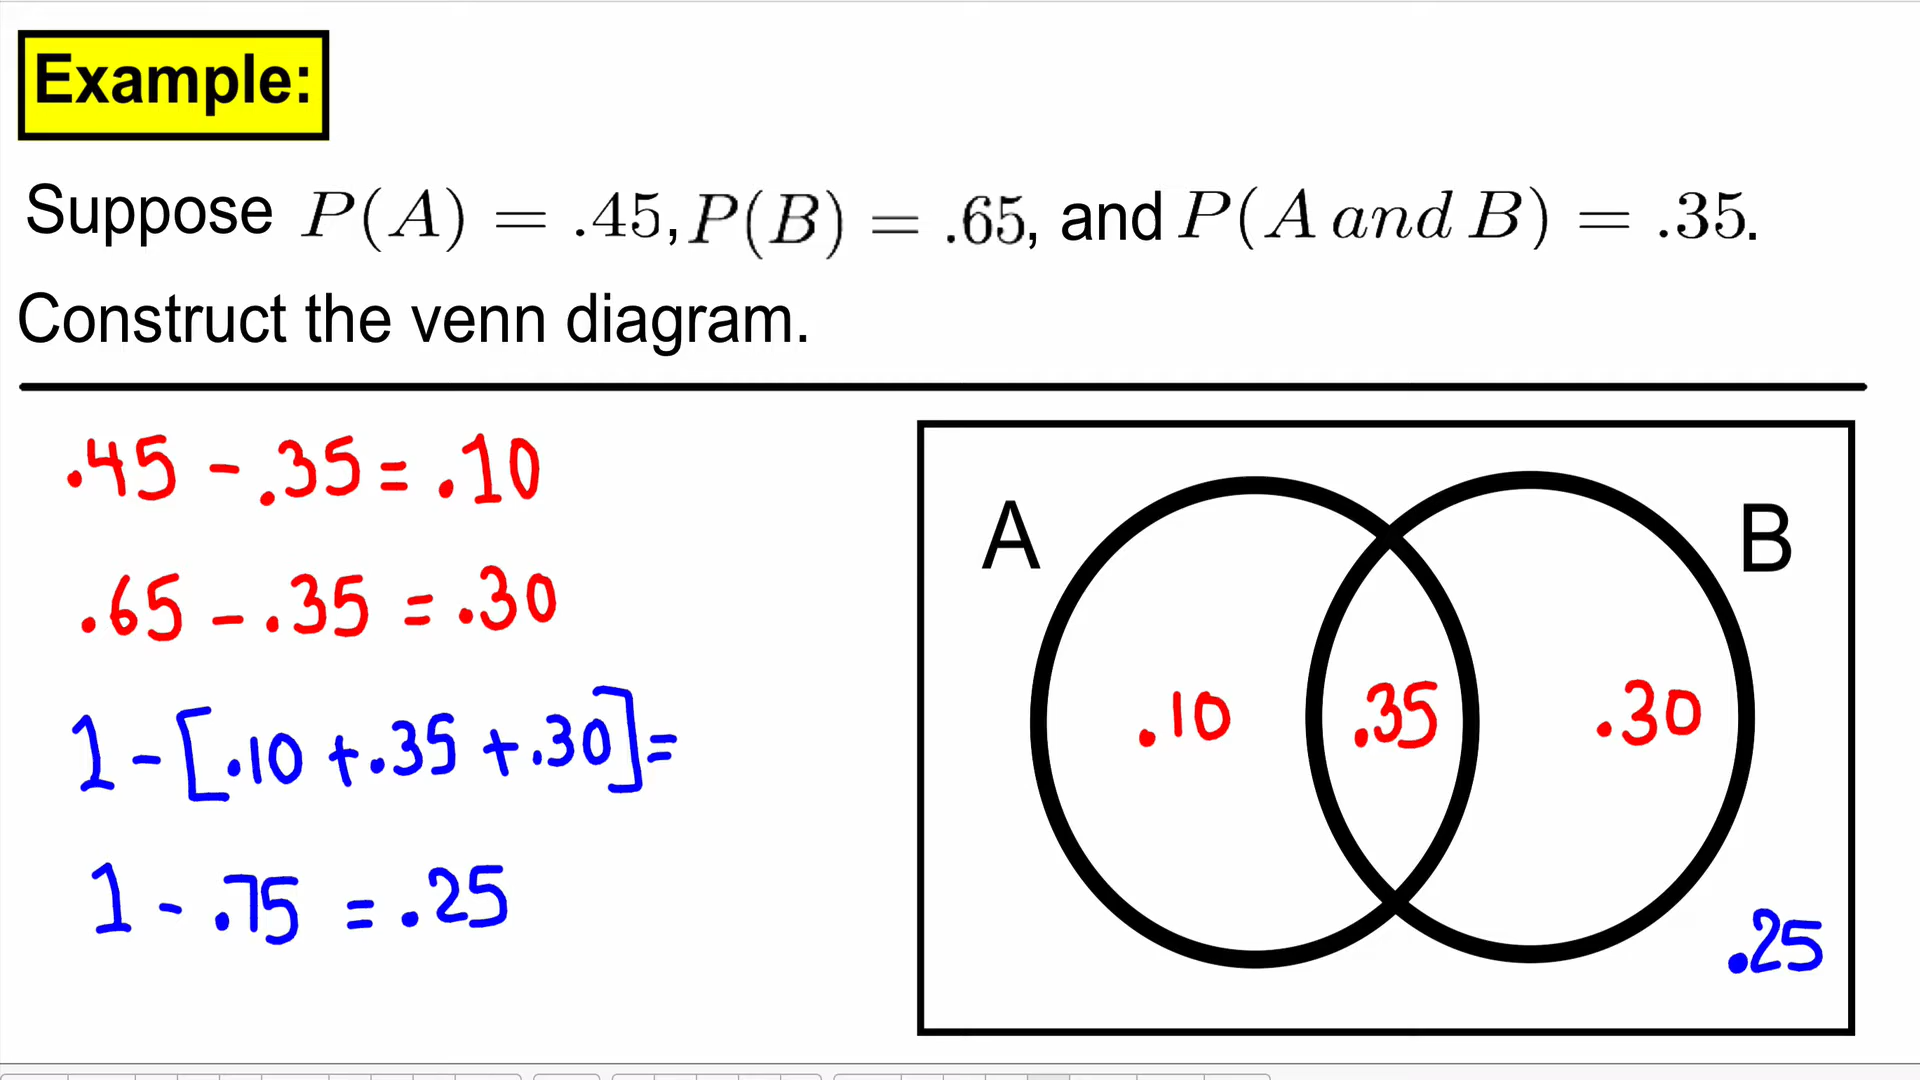 Example:
Suppose P(A) = .45, P(B) = .65, and P(A and B) = .35.
Construct the venn diagram.
.45 - .35 = .10
.65 - .35 = .30
1 - [.10 + .35 + .30] =
1 - .75 = .25
A B
.10 .35 .30
.25